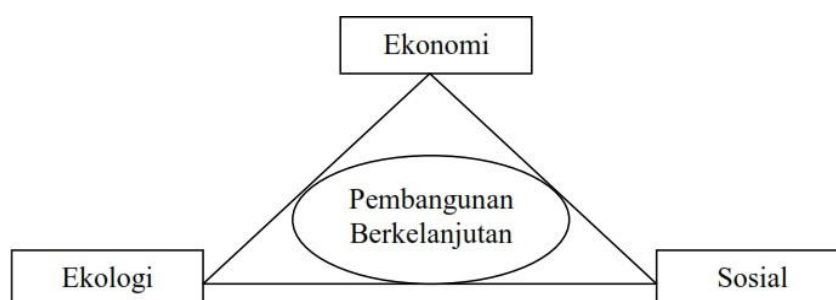 Ekonomi
Pembangunan
Berkelanjutan
Ekologi
Sosial